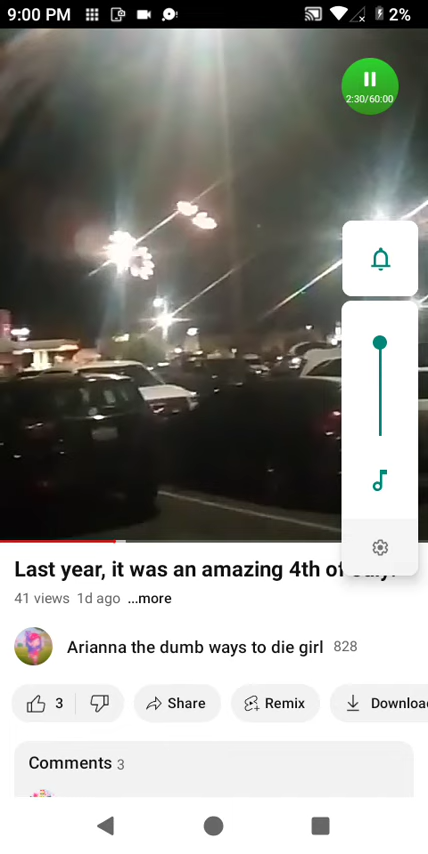 9:00 PM
2%
2:30/60:00
Last year, it was an amazing 4th of July.
41 views 1d ago ...more
Arianna the dumb ways to die girl 828
3
Share
Remix
Downloa
Comments 3